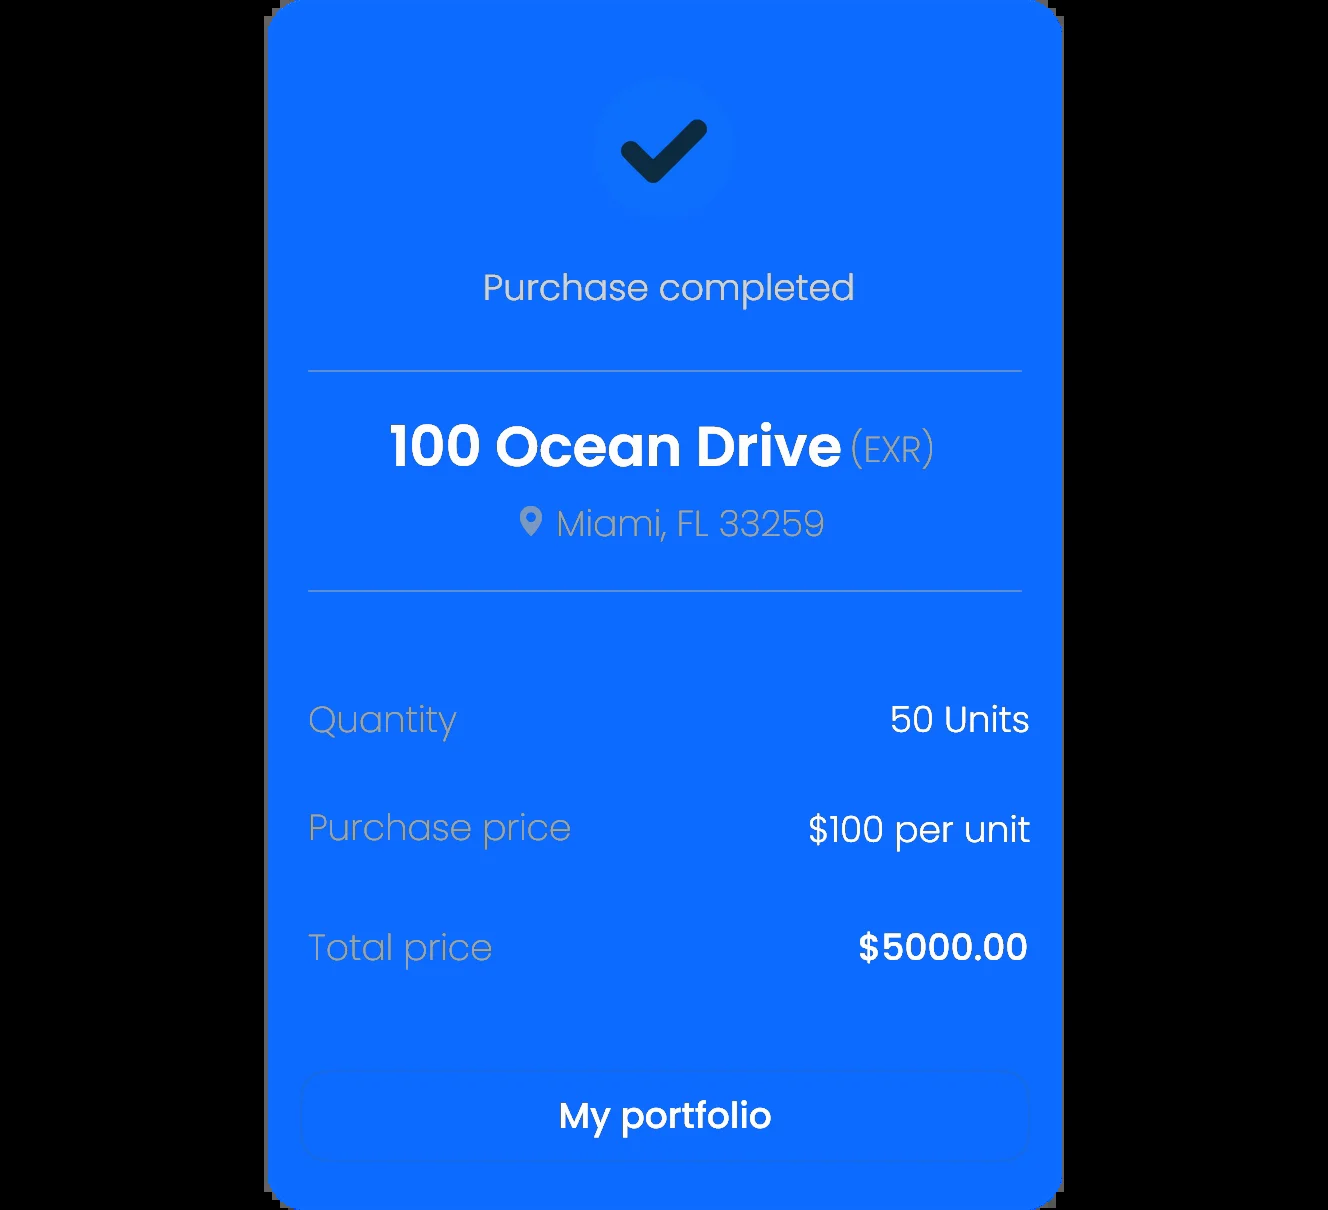 Purchase completed
100 Ocean Drive (EXR)
Miami, FL 33259
Quantity 50 Units
Purchase price $100 per unit
Total price $5000.00
My portfolio